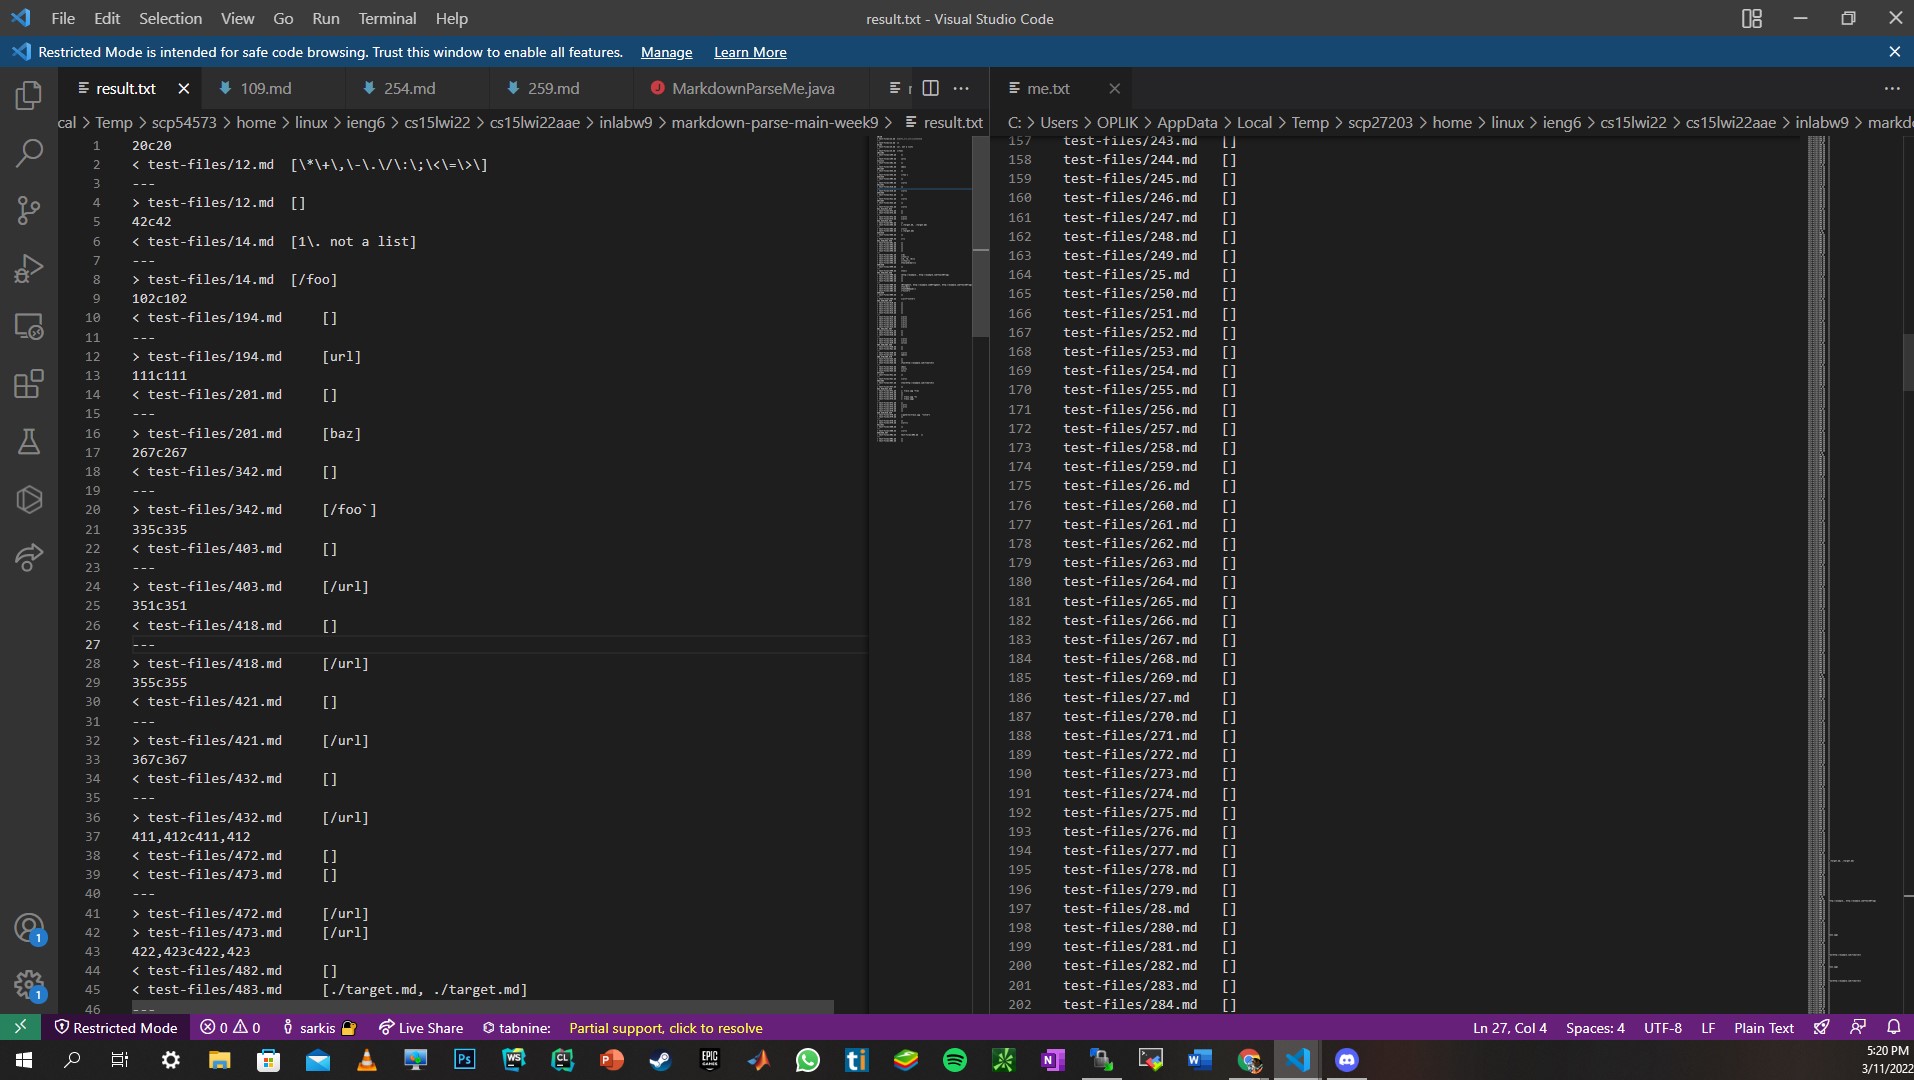 File Edit Selection View Go Run Terminal Help
result.txt - Visual Studio Code
Restricted Mode is intended for safe code browsing. Trust this window to enable all features. Manage Learn More
result.txt 109.md 254.md 259.md MarkdownParseMe.java
cal > Temp > scp54573 > home > linux > ieng6 > cs15lwi22 > cs15lwi22aae > inlabw9 > markdown-parse-main-week9 > result.txt
1 20c20
2 < test-files/12.md [\*\+\,\-\.\/\:\;\<\=\>\]
3 ---
4 > test-files/12.md []
5 42c42
6 < test-files/14.md [1\. not a list]
7 ---
8 > test-files/14.md [/foo]
9 102c102
10 < test-files/194.md []
11 ---
12 > test-files/194.md [url]
13 111c111
14 < test-files/201.md []
15 ---
16 > test-files/201.md [baz]
17 267c267
18 < test-files/342.md []
19 ---
20 > test-files/342.md [/foo`]
21 335c335
22 < test-files/403.md []
23 ---
24 > test-files/403.md [/url]
25 351c351
26 < test-files/418.md []
27 ---
28 > test-files/418.md [/url]
29 355c355
30 < test-files/421.md []
31 ---
32 > test-files/421.md [/url]
33 367c367
34 < test-files/432.md []
35 ---
36 > test-files/432.md [/url]
37 411,412c411,412
38 < test-files/472.md []
39 < test-files/473.md []
40 ---
41 > test-files/472.md [/url]
42 > test-files/473.md [/url]
43 422,423c422,423
44 < test-files/482.md []
45 < test-files/483.md [./target.md, ./target.md]
46 ---
me.txt
C: > Users > OPLIK > AppData > Local > Temp > scp27203 > home > linux > ieng6 > cs15lwi22 > cs15lwi22aae > inlabw9 > markd
157 test-files/243.md []
158 test-files/244.md []
159 test-files/245.md []
160 test-files/246.md []
161 test-files/247.md []
162 test-files/248.md []
163 test-files/249.md []
164 test-files/25.md []
165 test-files/250.md []
166 test-files/251.md []
167 test-files/252.md []
168 test-files/253.md []
169 test-files/254.md []
170 test-files/255.md []
171 test-files/256.md []
172 test-files/257.md []
173 test-files/258.md []
174 test-files/259.md []
175 test-files/26.md []
176 test-files/260.md []
177 test-files/261.md []
178 test-files/262.md []
179 test-files/263.md []
180 test-files/264.md []
181 test-files/265.md []
182 test-files/266.md []
183 test-files/267.md []
184 test-files/268.md []
185 test-files/269.md []
186 test-files/27.md []
187 test-files/270.md []
188 test-files/271.md []
189 test-files/272.md []
190 test-files/273.md []
191 test-files/274.md []
192 test-files/275.md []
193 test-files/276.md []
194 test-files/277.md []
195 test-files/278.md []
196 test-files/279.md []
197 test-files/28.md []
198 test-files/280.md []
199 test-files/281.md []
200 test-files/282.md []
201 test-files/283.md []
202 test-files/284.md []
1
1
Restricted Mode 0 0 sarkis Live Share tabnine: Partial support, click to resolve
Ln 27, Col 4 Spaces: 4 UTF-8 LF Plain Text
Ps WS CL EPIC GAMES ti N W
5:20 PM
3/11/2022